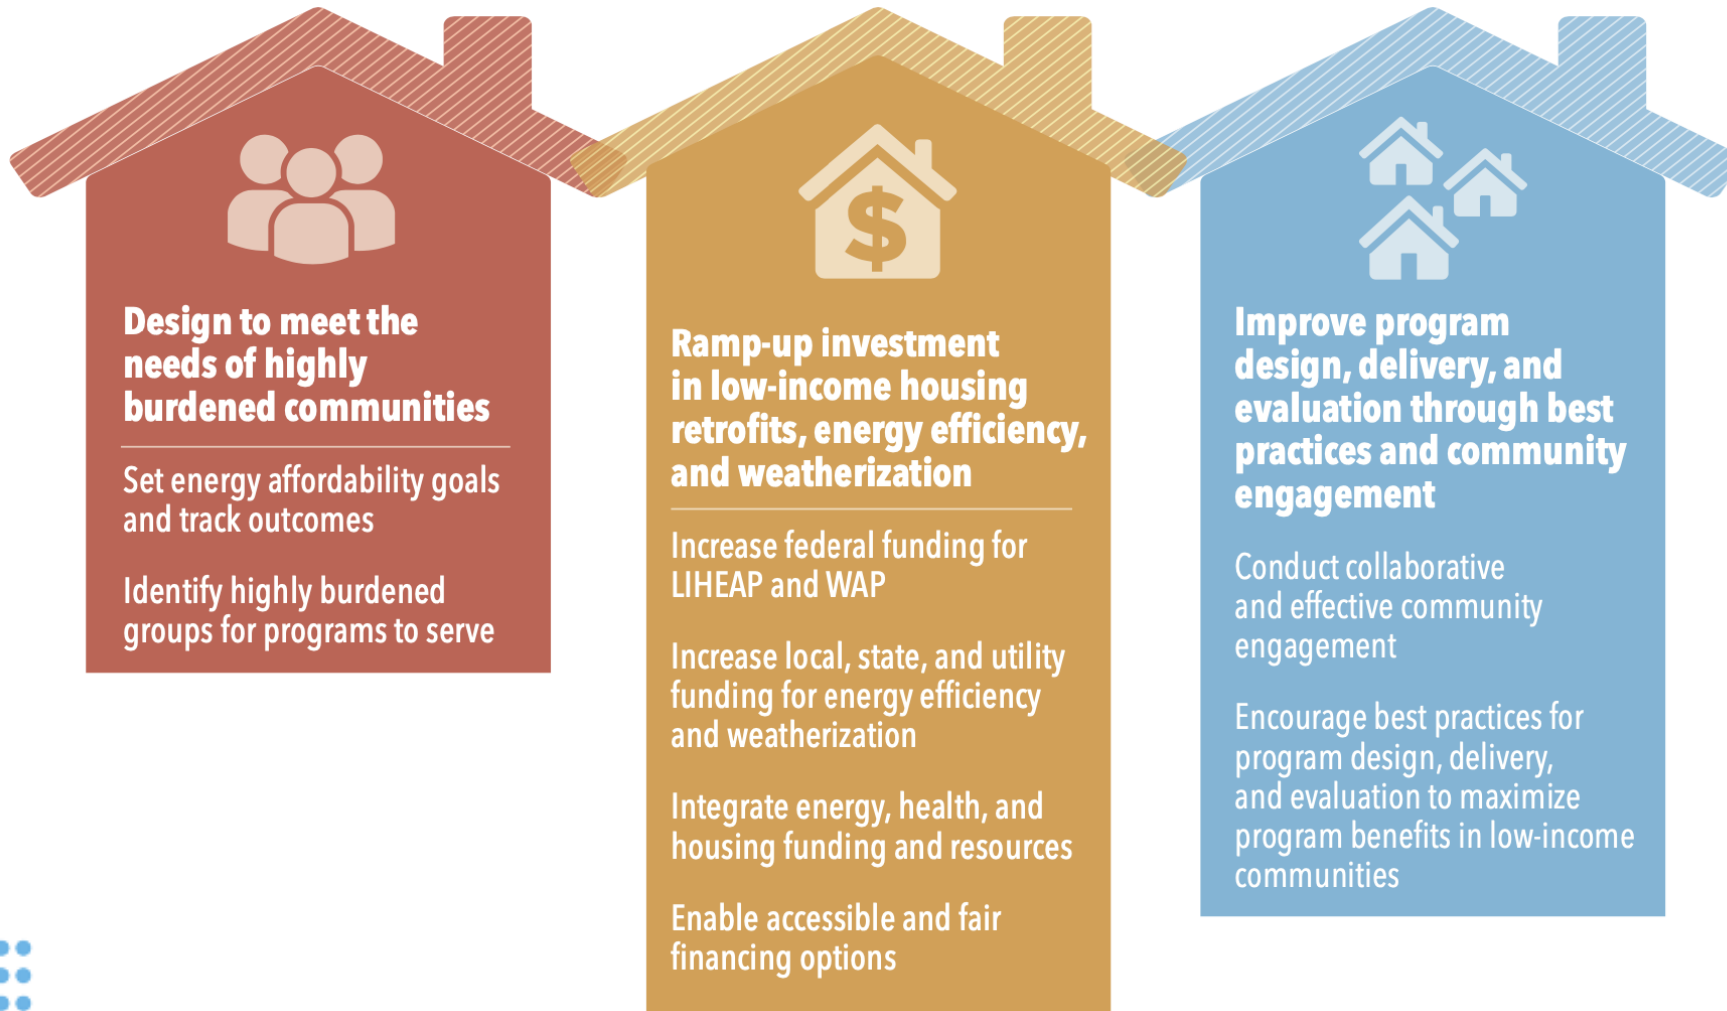 Design to meet the
needs of highly
burdened communities
Set energy affordability goals
and track outcomes
Identify highly burdened
groups for programs to serve
$
Ramp-up investment
in low-income housing
retrofits, energy efficiency,
and weatherization
Increase federal funding for
LIHEAP and WAP
Increase local, state, and utility
funding for energy efficiency
and weatherization
Integrate energy, health, and
housing funding and resources
Enable accessible and fair
financing options
Improve program
design, delivery, and
evaluation through best
practices and community
engagement
Conduct collaborative
and effective community
engagement
Encourage best practices for
program design, delivery,
and evaluation to maximize
program benefits in low-income
communities